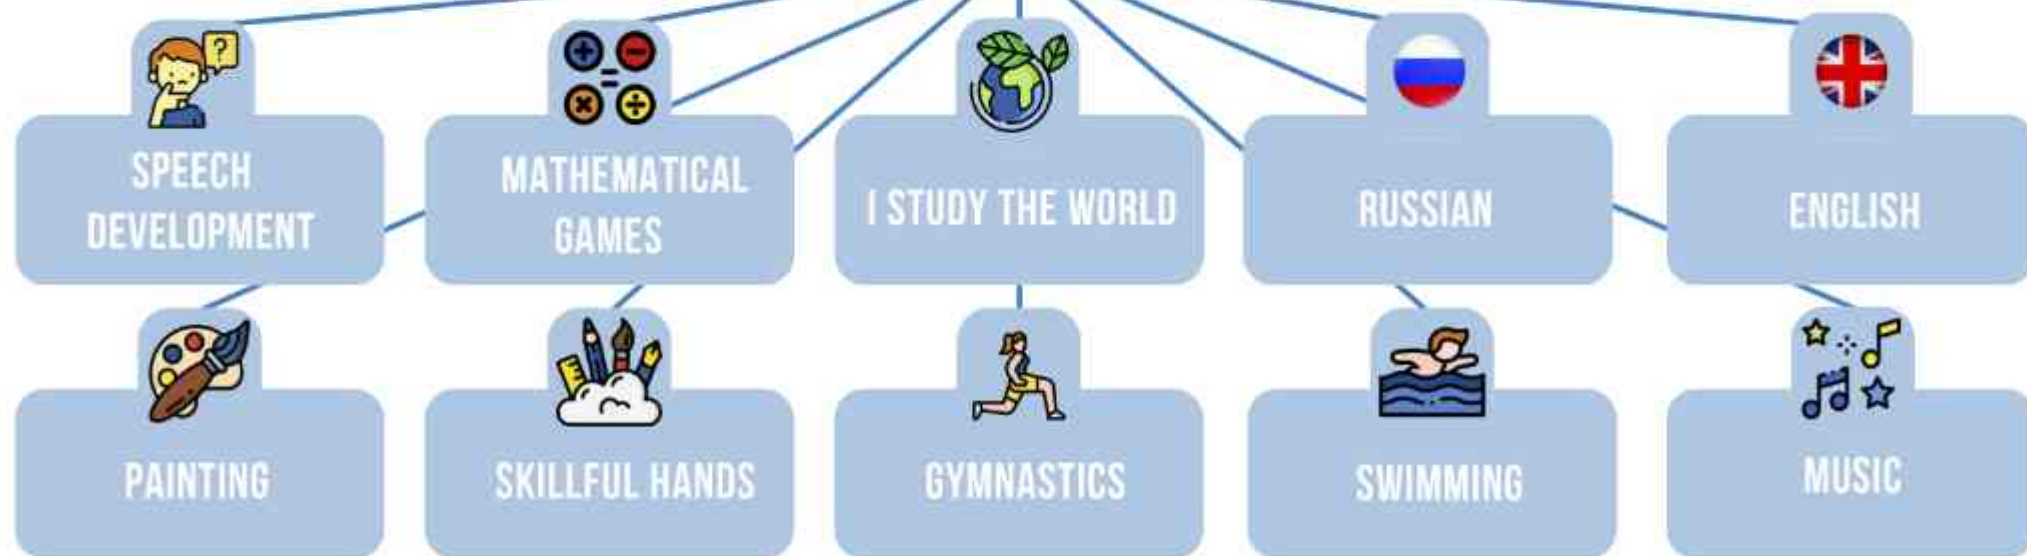 SPEECH
DEVELOPMENT
MATHEMATICAL
GAMES
I STUDY THE WORLD
RUSSIAN
ENGLISH
PAINTING
SKILLFUL HANDS
GYMNASTICS
SWIMMING
MUSIC